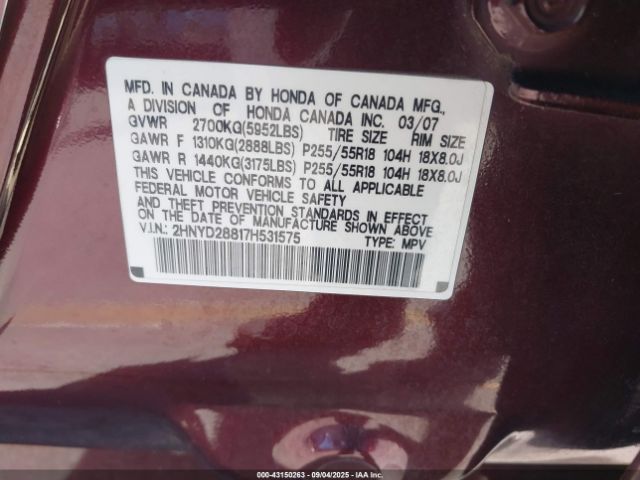 MFD. IN CANADA BY HONDA OF CANADA MFG.,
A DIVISION OF HONDA CANADA INC. 03/07
GVWR 2700KG(5952LBS) TIRE SIZE RIM SIZE
GAWR F 1310KG(2888LBS) P255/55R18 104H 18X8.0J
GAWR R 1440KG(3175LBS) P255/55R18 104H 18X8.0J
THIS VEHICLE CONFORMS TO ALL APPLICABLE
FEDERAL MOTOR VEHICLE SAFETY
AND THEFT PREVENTION STANDARDS IN EFFECT
ON THE DATE OF MANUFACTURE SHOWN ABOVE
V.I.N.: 2HNYD28817H531575 TYPE: MPV
000-43150263 - 09/04/2025 - Copyright IAA, LLC